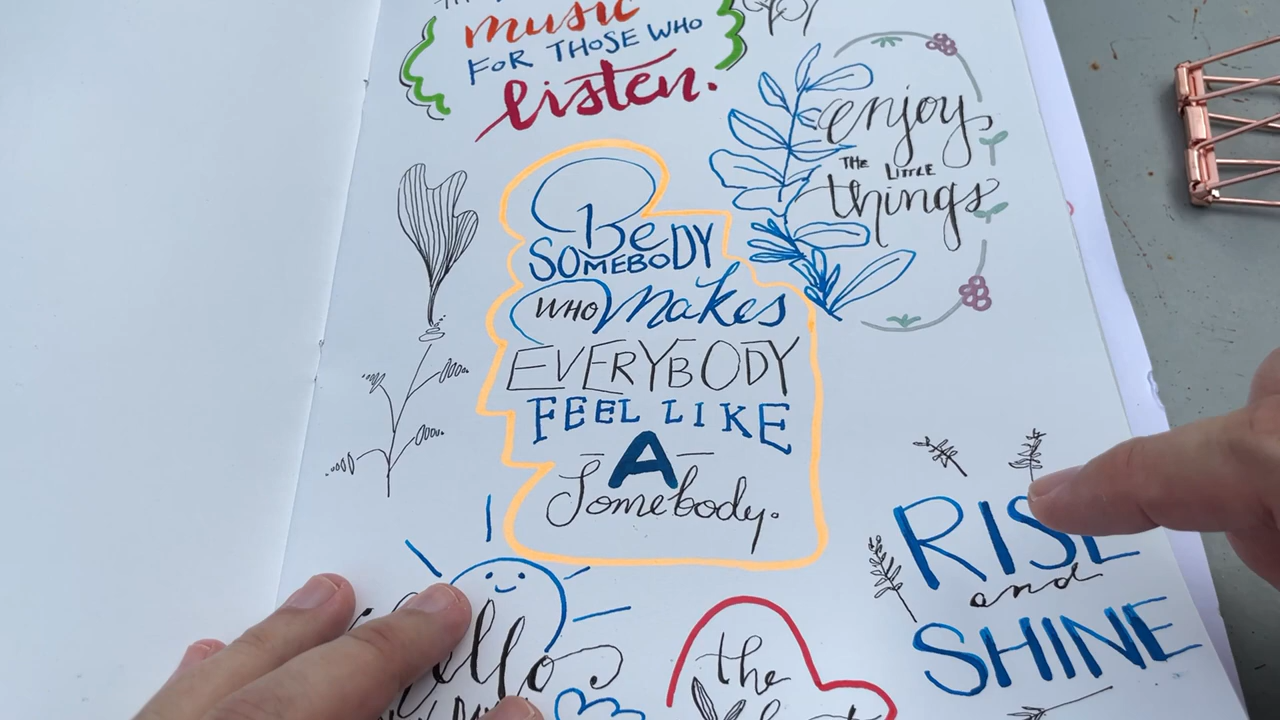 music
FOR THOSE WHO
listen.
enjoy
THE LITTLE
things
Be
SOMEBODY
WHO makes
EVERYBODY
FEEL LIKE
A
Somebody.
RISE
and
SHINE
Hello
the